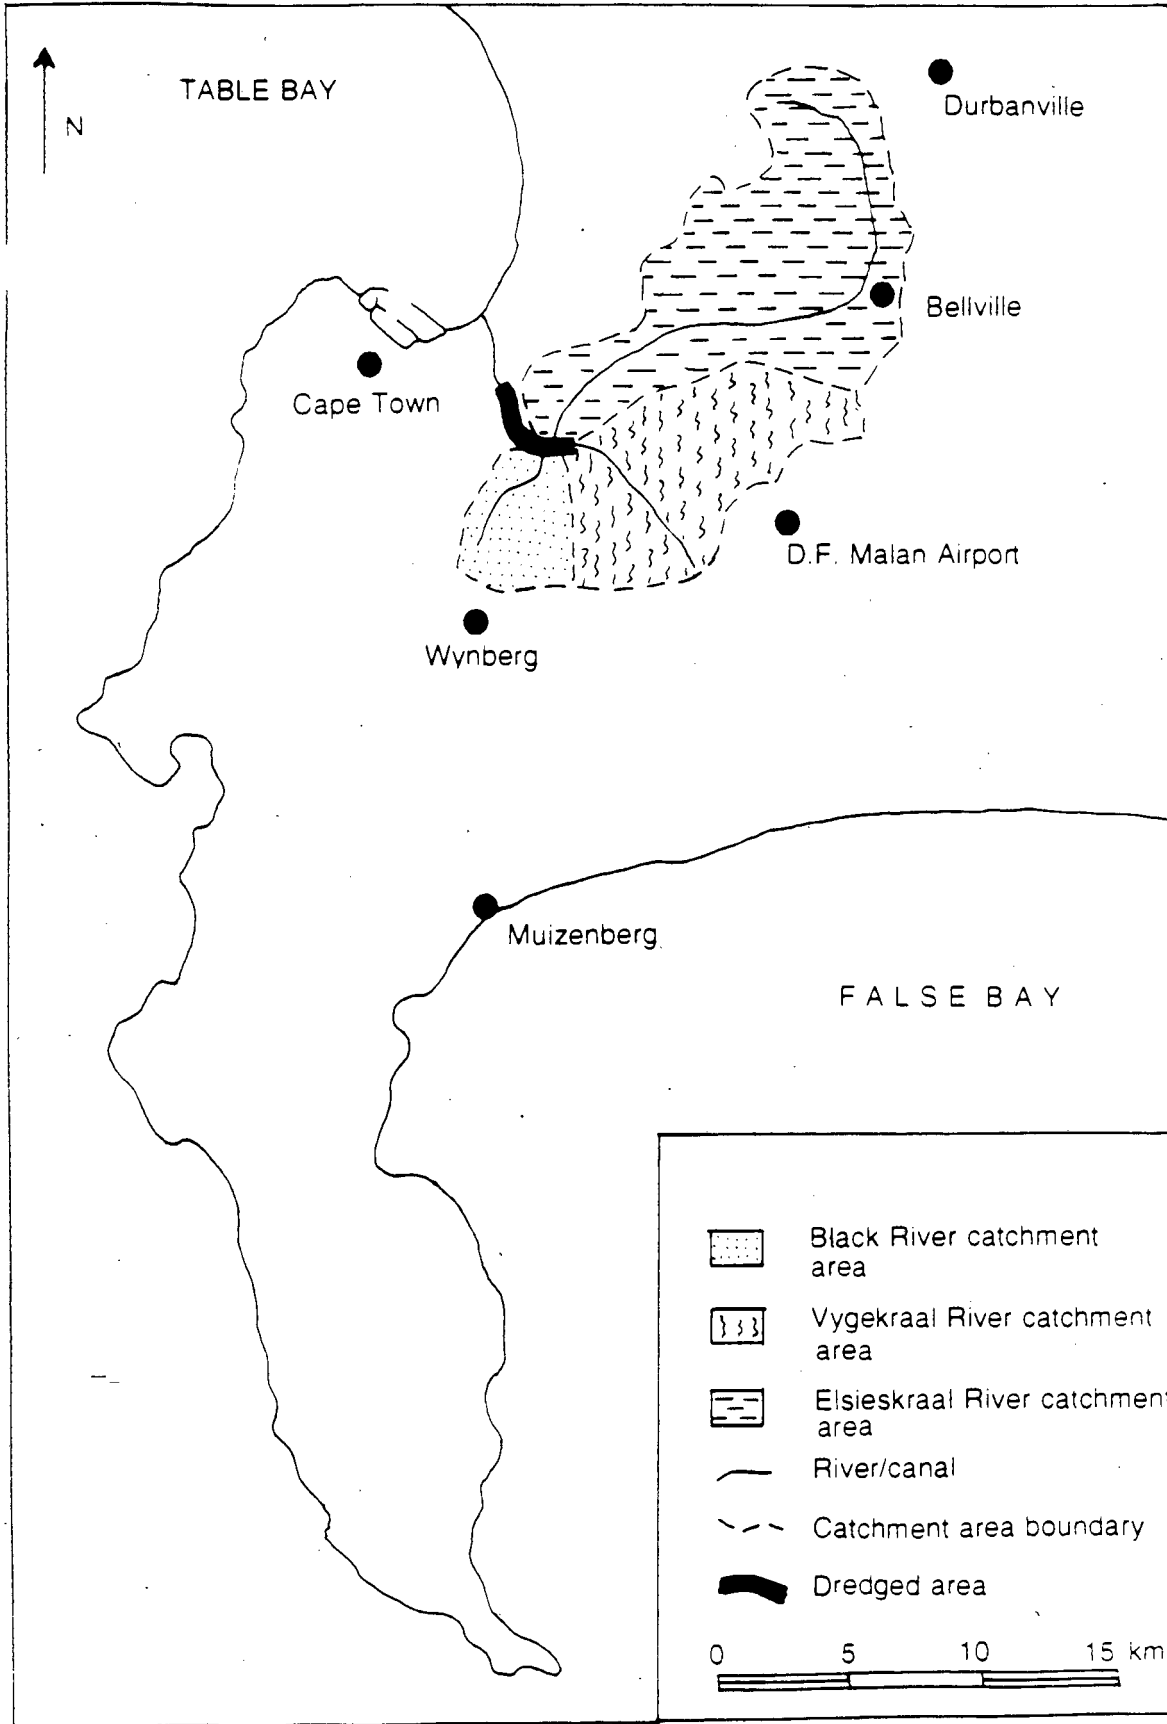 TABLE BAY
N
Durbanville
Bellville
Cape Town
D.F. Malan Airport
Wynberg
Muizenberg
FALSE BAY
Black River catchment
area
Vygekraal River catchment
area
Elsieskraal River catchment
area
River/canal
Catchment area boundary
Dredged area
0 5 10 15 km